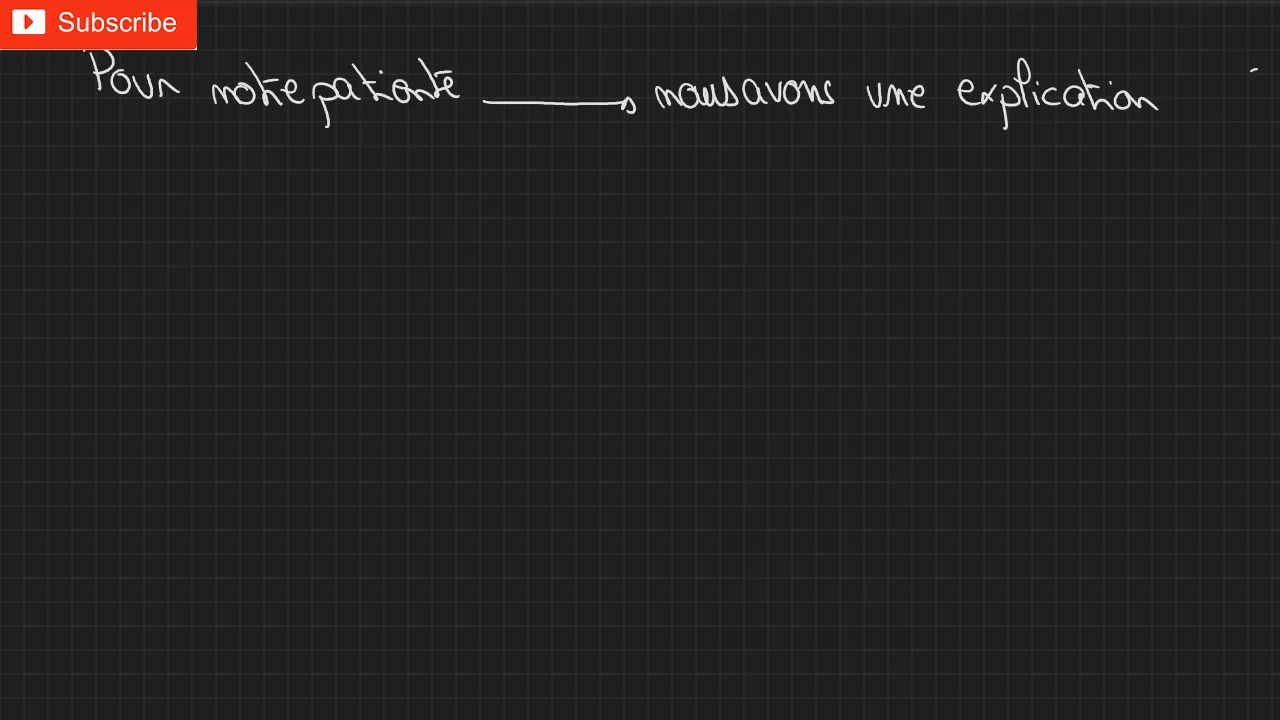 Subscribe
Pour notre patiente → nous avons une explication